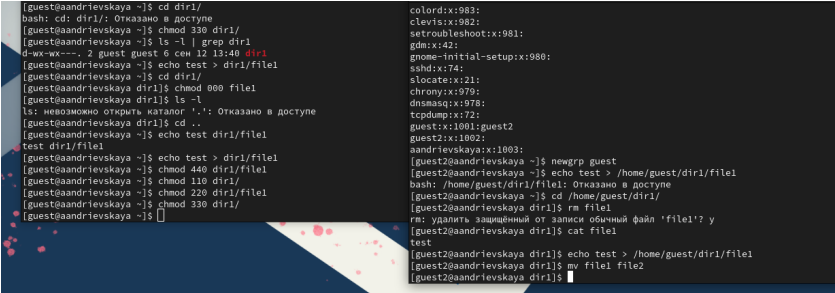 [guest@aandrievskaya ~]$ cd dir1/
bash: cd: dir1/: Отказано в доступе
[guest@aandrievskaya ~]$ chmod 330 dir1/
[guest@aandrievskaya ~]$ ls -l | grep dir1
d-wx-wx---. 2 guest guest 6 сен 12 13:40 dir1
[guest@aandrievskaya ~]$ echo test > dir1/file1
[guest@aandrievskaya ~]$ cd dir1/
[guest@aandrievskaya dir1]$ chmod 000 file1
[guest@aandrievskaya dir1]$ ls -l
ls: невозможно открыть каталог '.': Отказано в доступе
[guest@aandrievskaya dir1]$ cd ..
[guest@aandrievskaya ~]$ echo test dir1/file1
test dir1/file1
[guest@aandrievskaya ~]$ echo test > dir1/file1
[guest@aandrievskaya ~]$ chmod 440 dir1/file1
[guest@aandrievskaya ~]$ chmod 110 dir1/
[guest@aandrievskaya ~]$ chmod 220 dir1/file1
[guest@aandrievskaya ~]$ chmod 330 dir1/
[guest@aandrievskaya ~]$
colord:x:983:
clevis:x:982:
setroubleshoot:x:981:
gdm:x:42:
gnome-initial-setup:x:980:
sshd:x:74:
slocate:x:21:
chrony:x:979:
dnsmasq:x:978:
tcpdump:x:72:
guest:x:1001:guest2
guest2:x:1002:
aandrievskaya:x:1003:
[guest2@aandrievskaya ~]$ newgrp guest
[guest2@aandrievskaya ~]$ echo test > /home/guest/dir1/file1
bash: /home/guest/dir1/file1: Отказано в доступе
[guest2@aandrievskaya ~]$ cd /home/guest/dir1/
[guest2@aandrievskaya dir1]$ rm file1
rm: удалить защищённый от записи обычный файл 'file1'? y
[guest2@aandrievskaya dir1]$ cat file1
test
[guest2@aandrievskaya dir1]$ echo test > /home/guest/dir1/file1
[guest2@aandrievskaya dir1]$ mv file1 file2
[guest2@aandrievskaya dir1]$